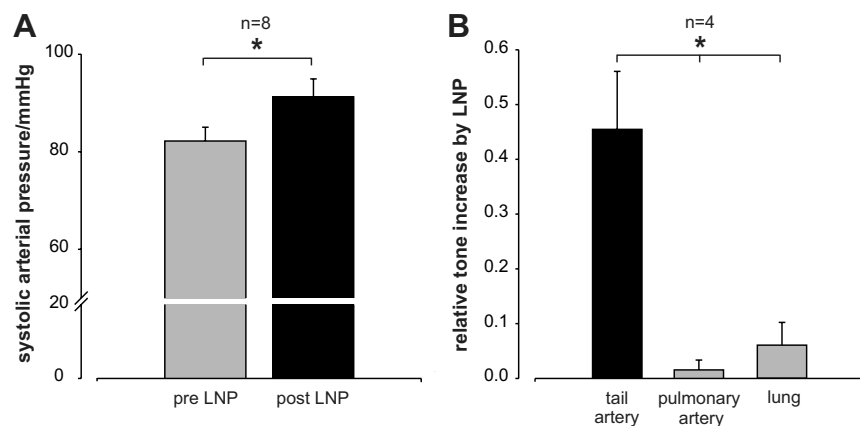 A
n=8
*
systolic arterial pressure/mmHg
100
80
60
20
0
pre LNP
post LNP
B
n=4
*
relative tone increase by LNP
0.6
0.5
0.4
0.3
0.2
0.1
0.0
tail
artery
pulmonary
artery
lung